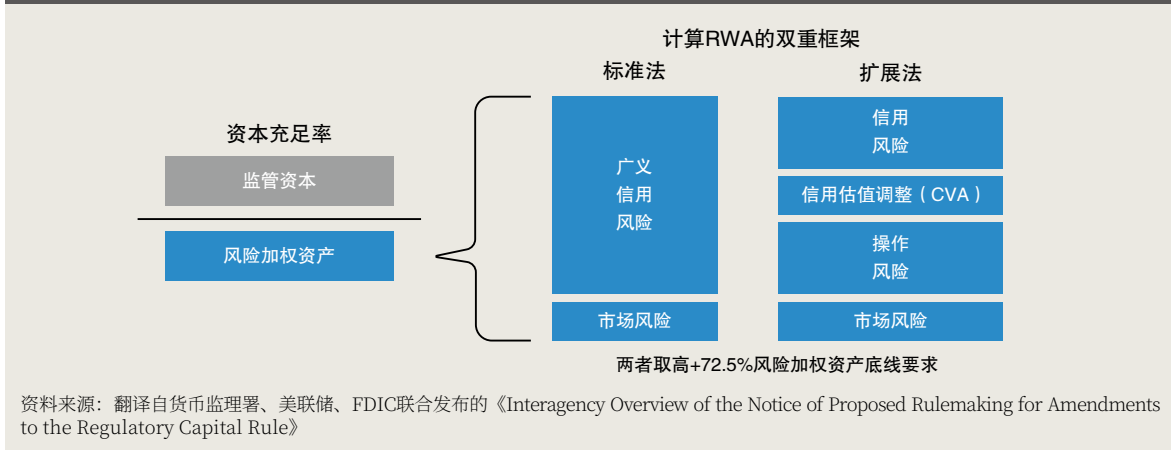 计算RWA的双重框架
标准法
扩展法
资本充足率
监管资本
风险加权资产
广义
信用
风险
市场风险
信用
风险
信用估值调整（CVA）
操作
风险
市场风险
两者取高+72.5%风险加权资产底线要求
资料来源：翻译自货币监理署、美联储、FDIC联合发布的《Interagency Overview of the Notice of Proposed Rulemaking for Amendments
to the Regulatory Capital Rule》